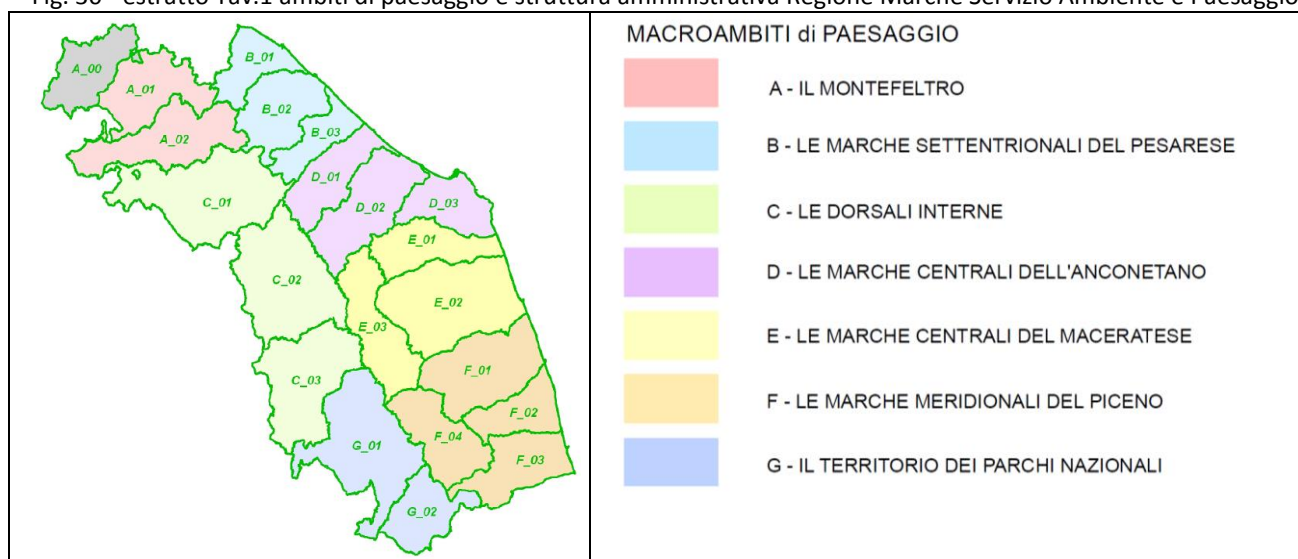 Fig. 30 - estratto Tav.1 ambiti di paesaggio e struttura amministrativa Regione Marche Servizio Ambiente e Paesaggio
A_00
A_01
A_02
B_01
B_02
B_03
C_01
D_01
D_02
D_03
E_01
C_02
E_02
E_03
C_03
F_01
F_02
G_01
F_04
F_03
G_02
MACROAMBITI di PAESAGGIO
A - IL MONTEFELTRO
B - LE MARCHE SETTENTRIONALI DEL PESARESE
C - LE DORSALI INTERNE
D - LE MARCHE CENTRALI DELL'ANCONETANO
E - LE MARCHE CENTRALI DEL MACERATESE
F - LE MARCHE MERIDIONALI DEL PICENO
G - IL TERRITORIO DEI PARCHI NAZIONALI